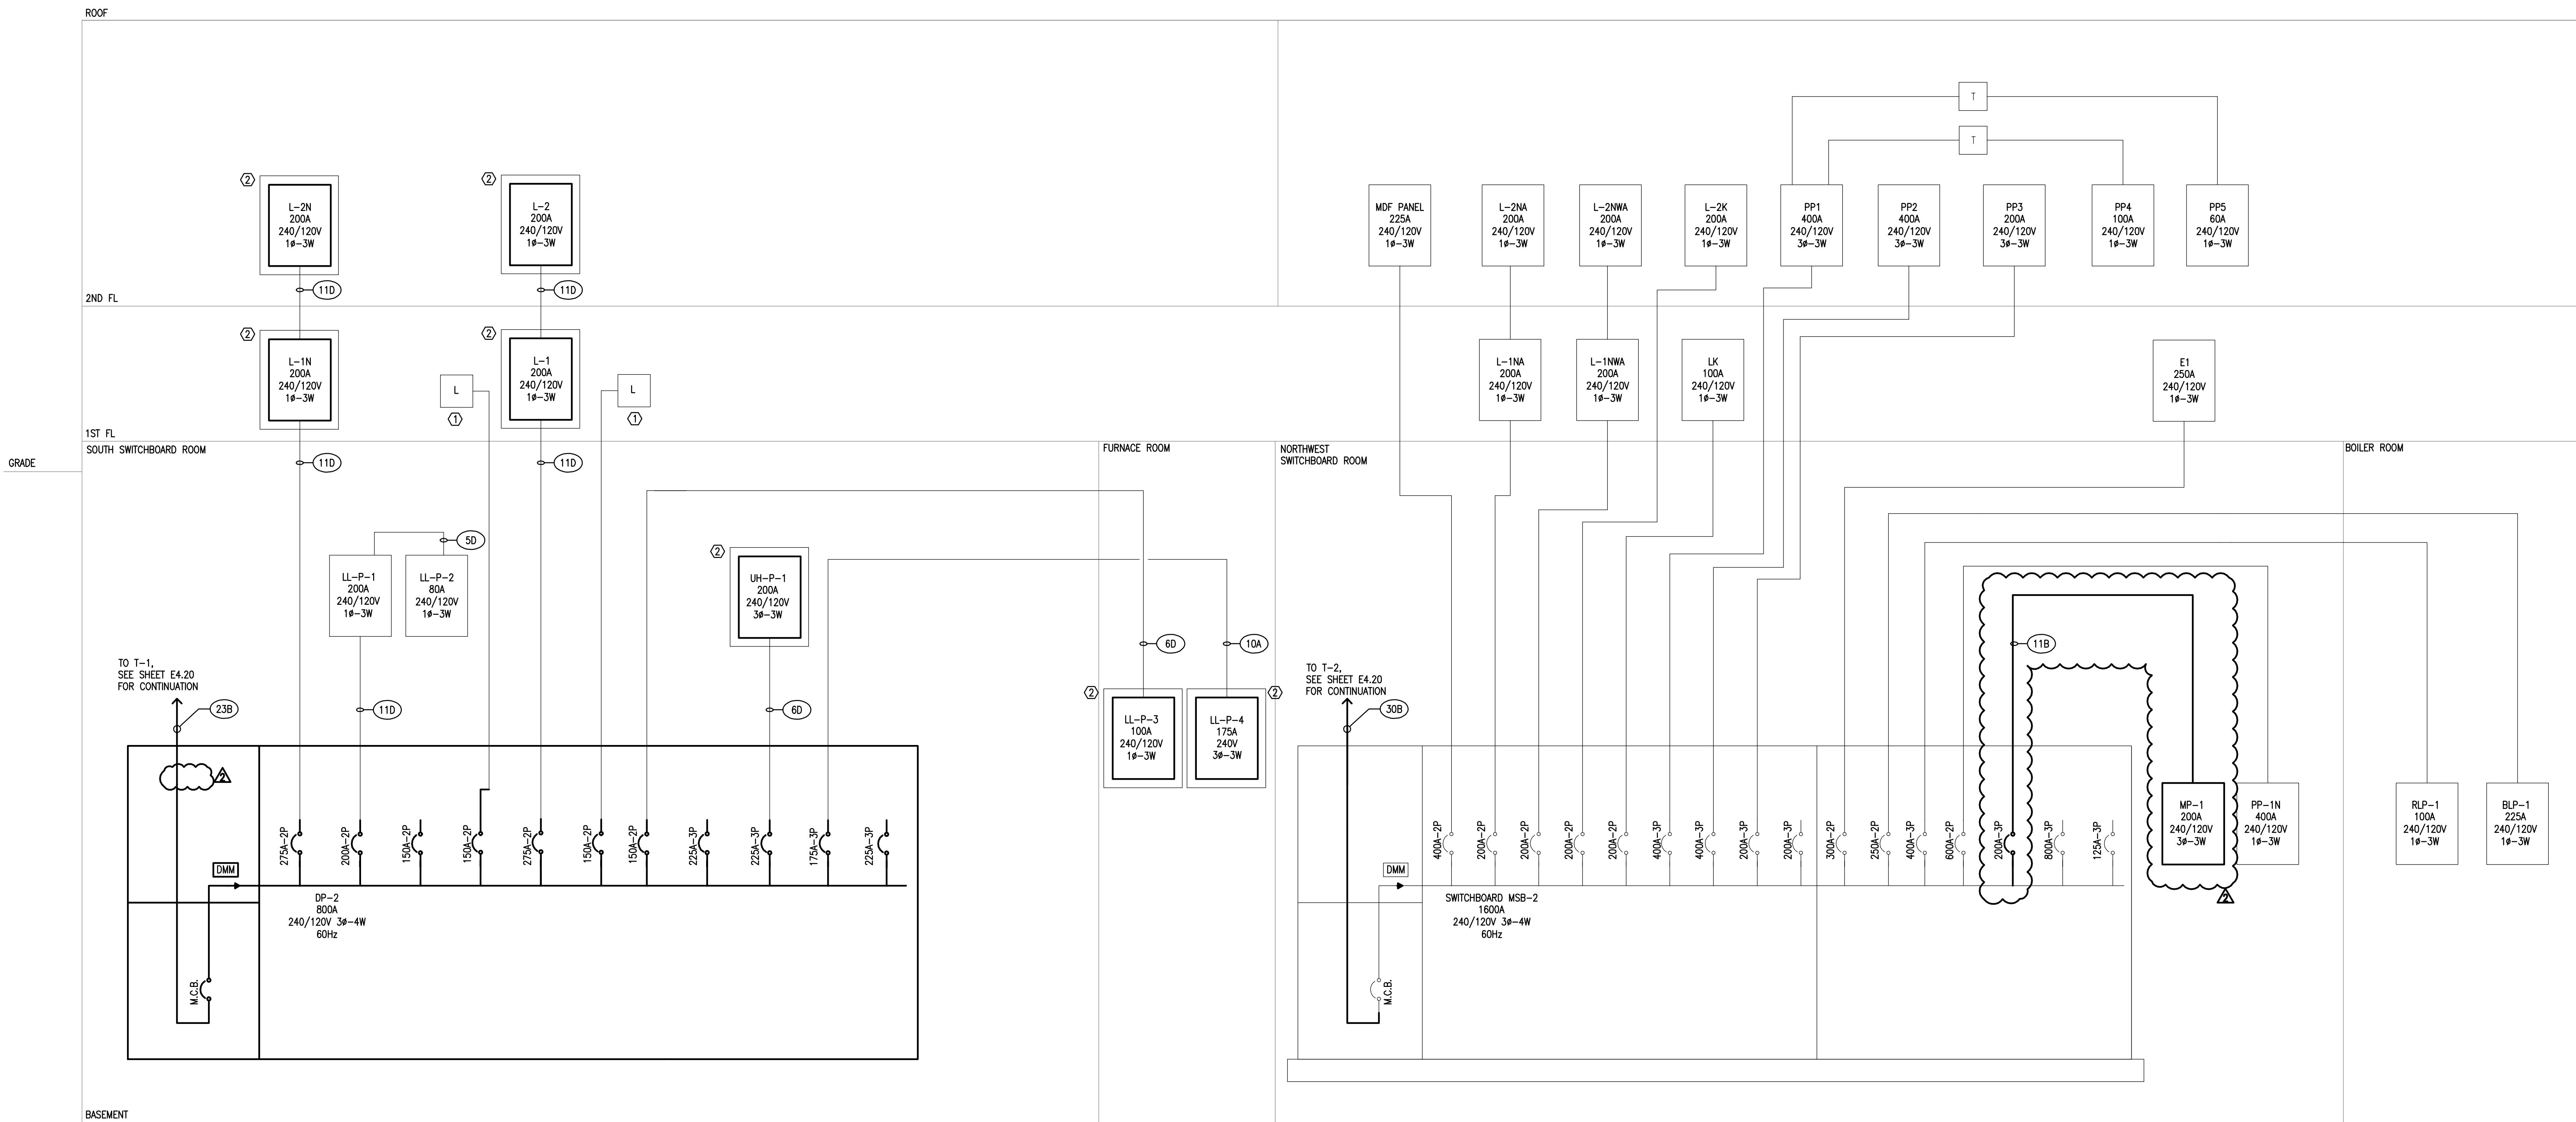 ROOF
T
T
2
L-2N
200A
240/120V
1ø-3W
2
L-2
200A
240/120V
1ø-3W
MDF PANEL
225A
240/120V
1ø-3W
L-2NA
200A
240/120V
1ø-3W
L-2NWA
200A
240/120V
1ø-3W
L-2K
200A
240/120V
1ø-3W
PP1
400A
240/120V
3ø-3W
PP2
400A
240/120V
3ø-3W
PP3
200A
240/120V
3ø-3W
PP4
100A
240/120V
1ø-3W
PP5
60A
240/120V
1ø-3W
11D
11D
2ND FL
2
L-1N
200A
240/120V
1ø-3W
L
1
2
L-1
200A
240/120V
1ø-3W
L
1
L-1NA
200A
240/120V
1ø-3W
L-1NWA
200A
240/120V
1ø-3W
LK
100A
240/120V
1ø-3W
E1
250A
240/120V
1ø-3W
1ST FL
GRADE
SOUTH SWITCHBOARD ROOM
FURNACE ROOM
NORTHWEST
SWITCHBOARD ROOM
BOILER ROOM
11D
11D
5D
LL-P-1
200A
240/120V
1ø-3W
LL-P-2
80A
240/120V
1ø-3W
2
UH-P-1
200A
240/120V
3ø-3W
6D
10A
11B
TO T-1,
SEE SHEET E4.20
FOR CONTINUATION
23B
11D
6D
2
LL-P-3
100A
240/120V
1ø-3W
LL-P-4
175A
240V
3ø-3W
2
TO T-2,
SEE SHEET E4.20
FOR CONTINUATION
30B
2
275A-2P
200A-2P
150A-2P
150A-2P
275A-2P
150A-2P
150A-2P
225A-3P
225A-3P
175A-3P
225A-3P
DMM
DP-2
800A
240/120V 3ø-4W
60Hz
M.C.B.
400A-2P
200A-2P
200A-2P
200A-2P
200A-2P
400A-3P
400A-3P
200A-3P
200A-3P
300A-2P
250A-2P
400A-3P
600A-2P
200A-3P
800A-3P
125A-3P
DMM
SWITCHBOARD MSB-2
1600A
240/120V 3ø-4W
60Hz
M.C.B.
MP-1
200A
240/120V
3ø-3W
2
PP-1N
400A
240/120V
1ø-3W
RLP-1
100A
240/120V
1ø-3W
BLP-1
225A
240/120V
1ø-3W
BASEMENT